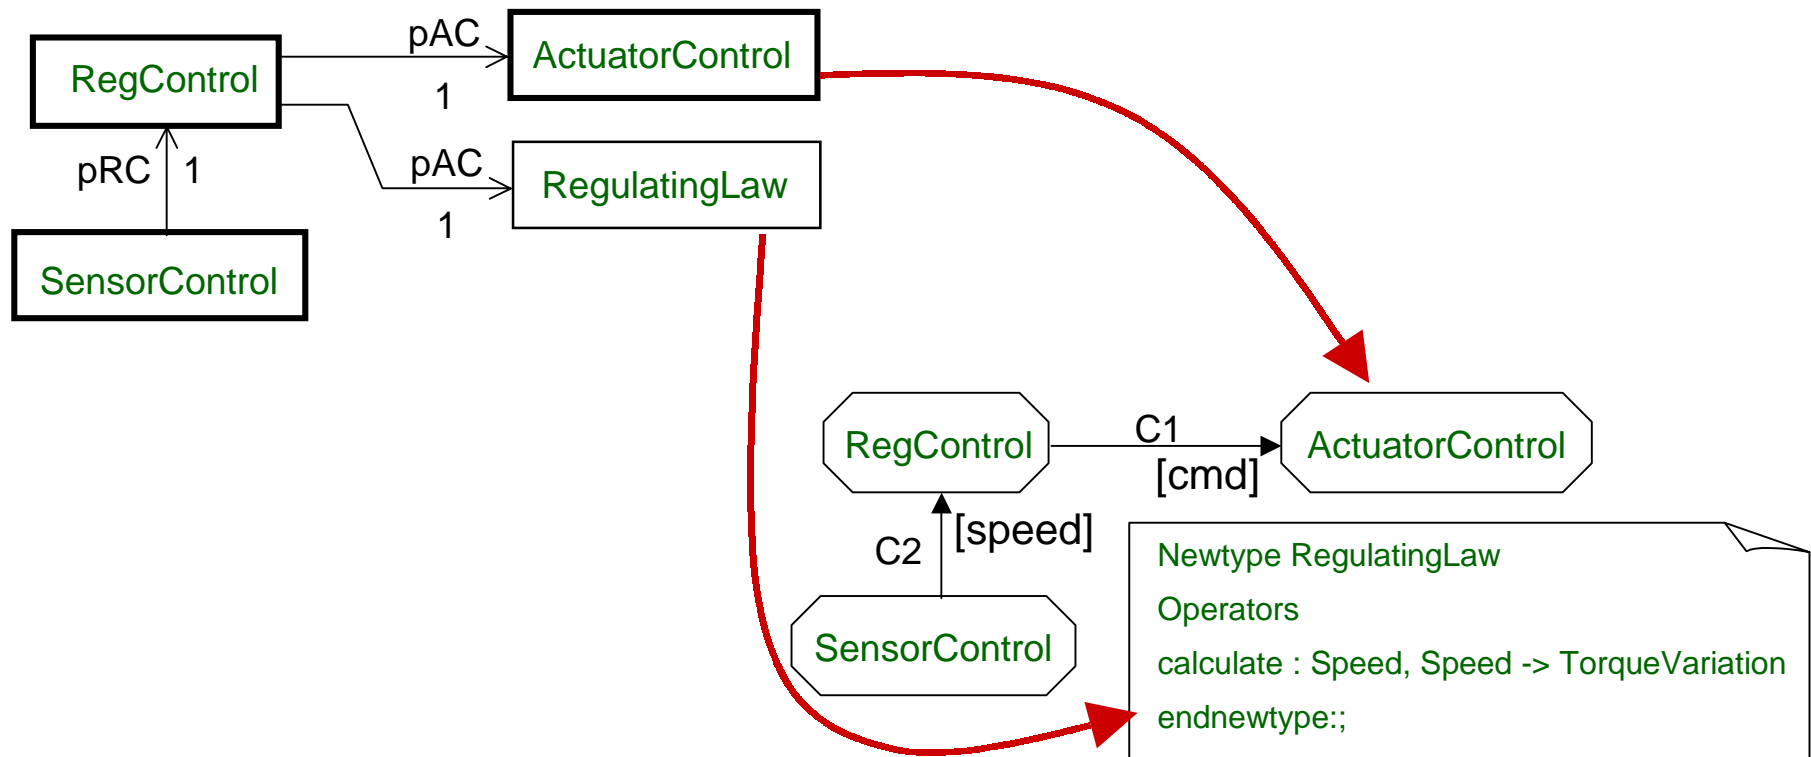 pAC
ActuatorControl
RegControl
1
pAC
RegulatingLaw
pRC
1
1
SensorControl
RegControl
C1
[cmd]
ActuatorControl
C2
[speed]
SensorControl
Newtype RegulatingLaw
Operators
calculate : Speed, Speed -> TorqueVariation
endnewtype:;